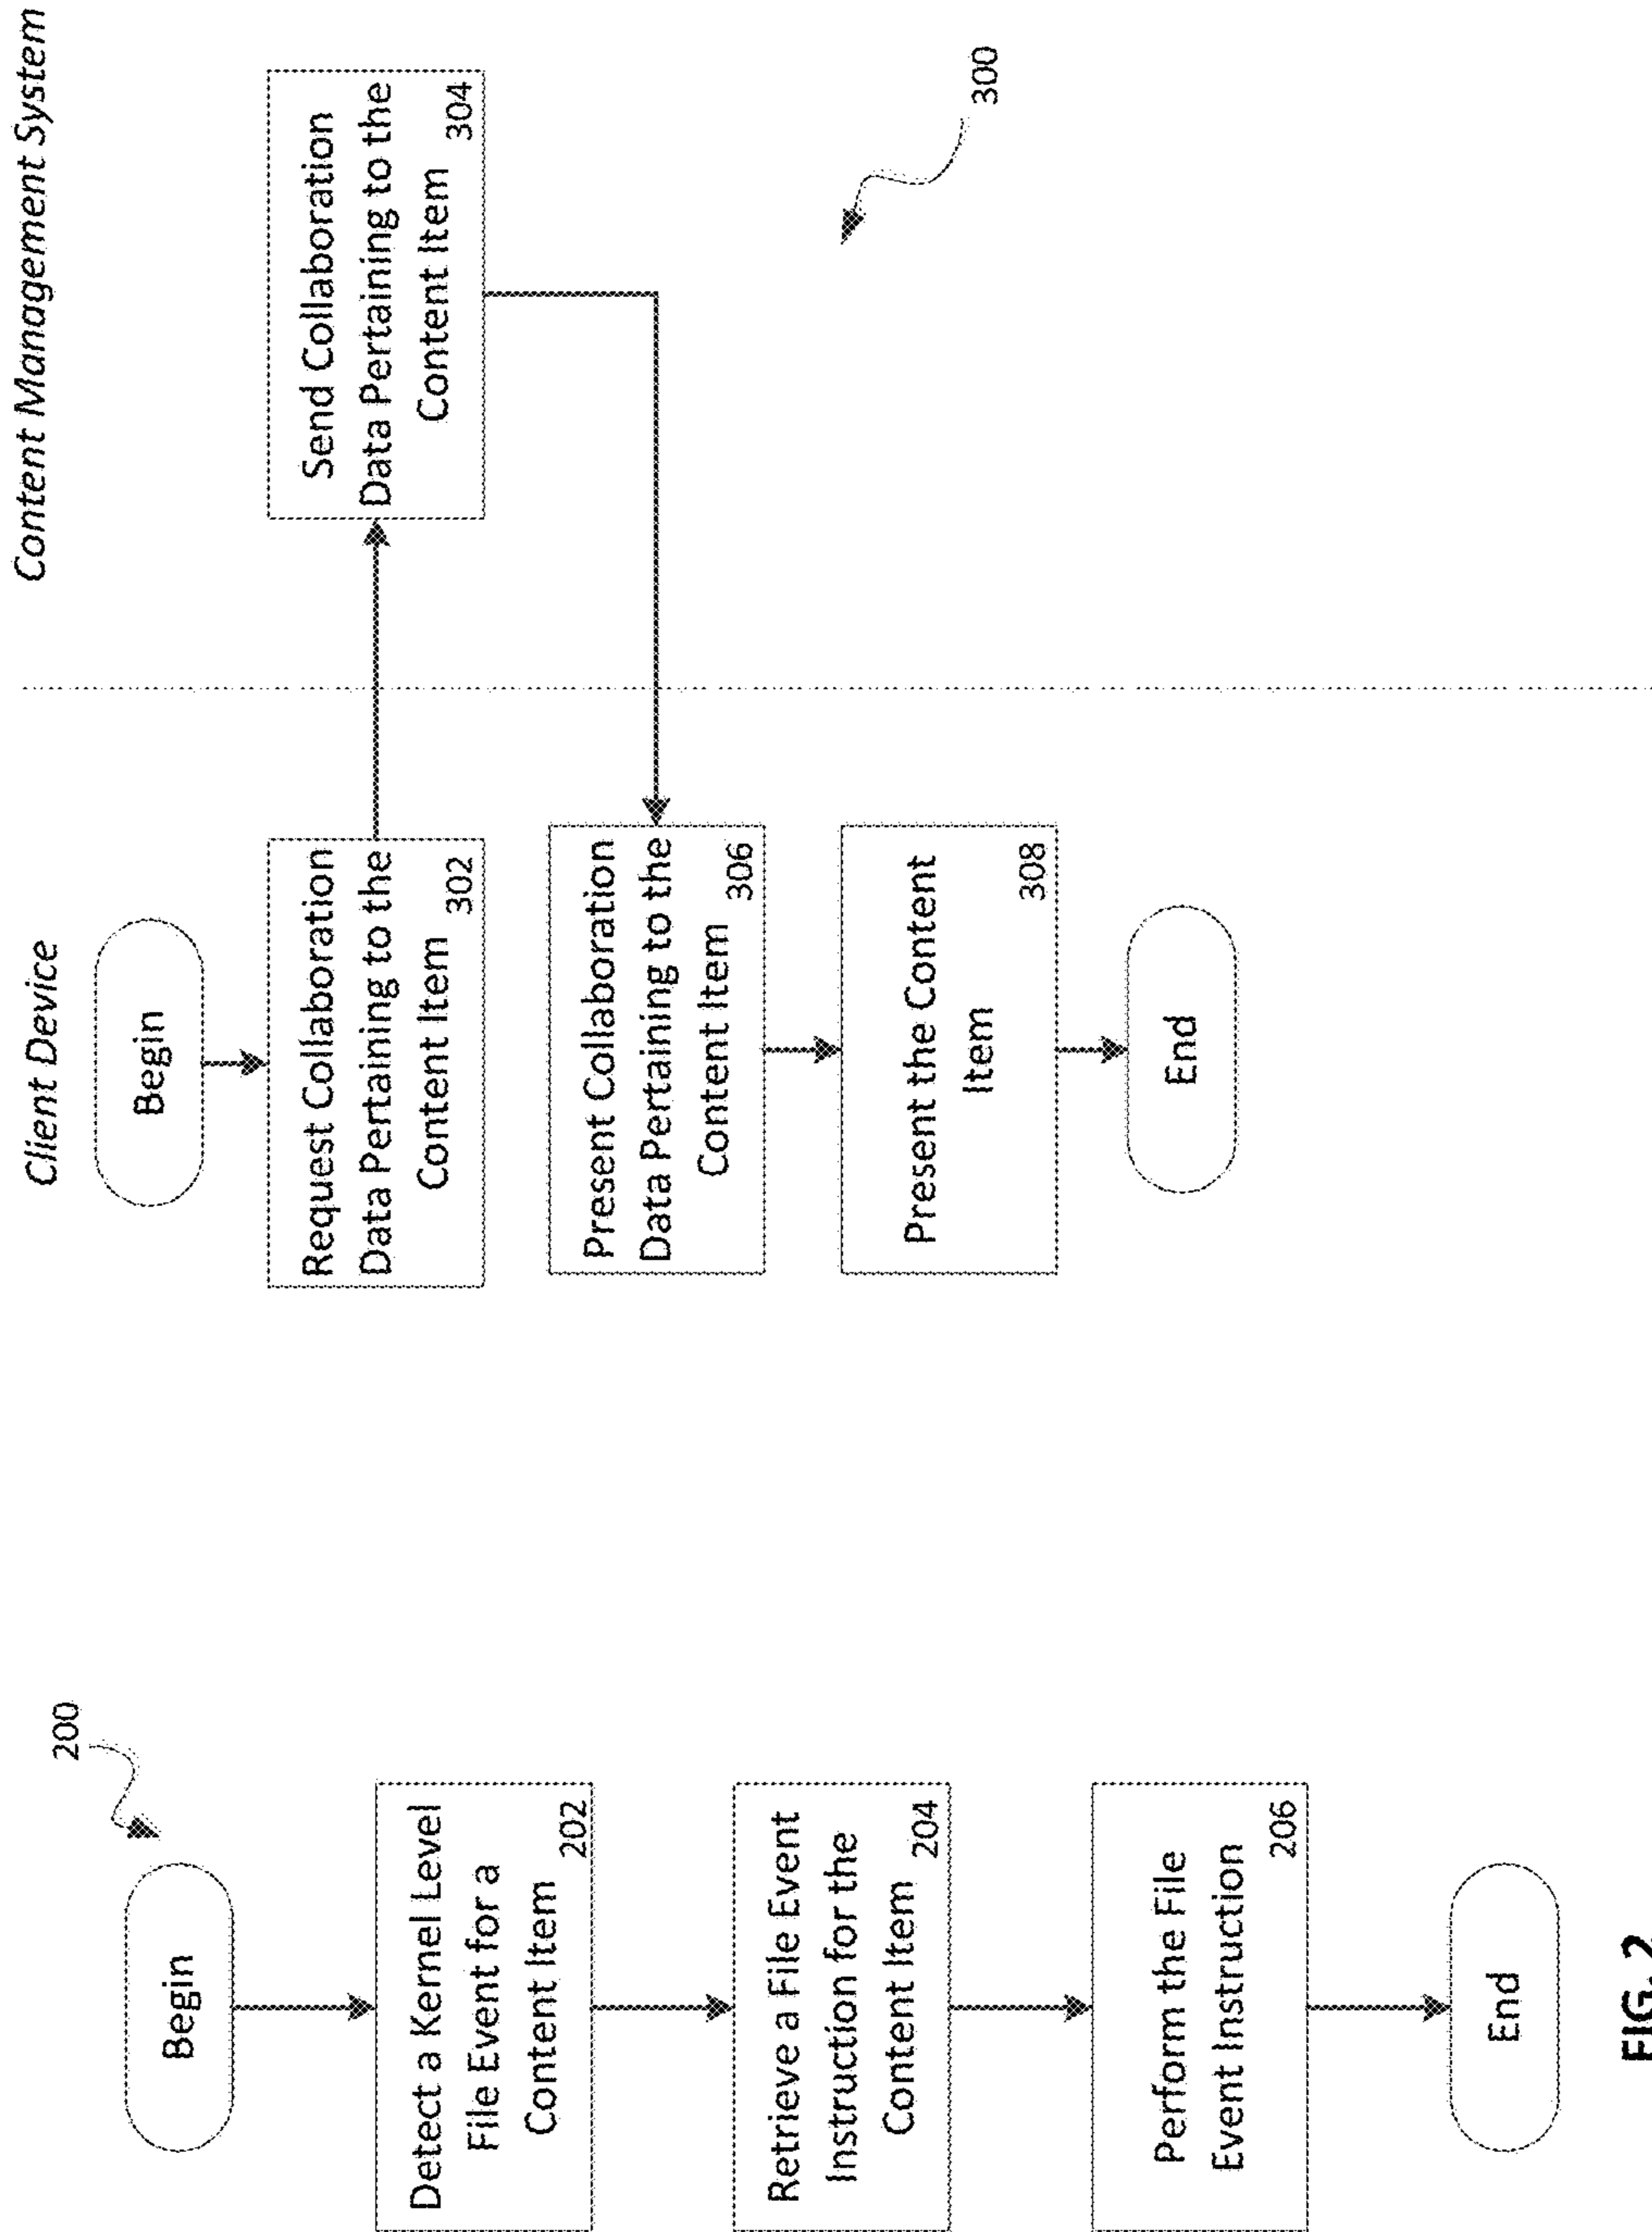 200
Begin
Detect a Kernel Level
File Event for a
Content Item
202
Retrieve a File Event
Instruction for the
Content Item
204
Perform the File
Event Instruction
206
End
FIG. 2
Client Device
Content Management System
Begin
Request Collaboration
Data Pertaining to the
Content Item
302
Send Collaboration
Data Pertaining to the
Content Item
304
Present Collaboration
Data Pertaining to the
Content Item
306
Present the Content
Item
308
End
300